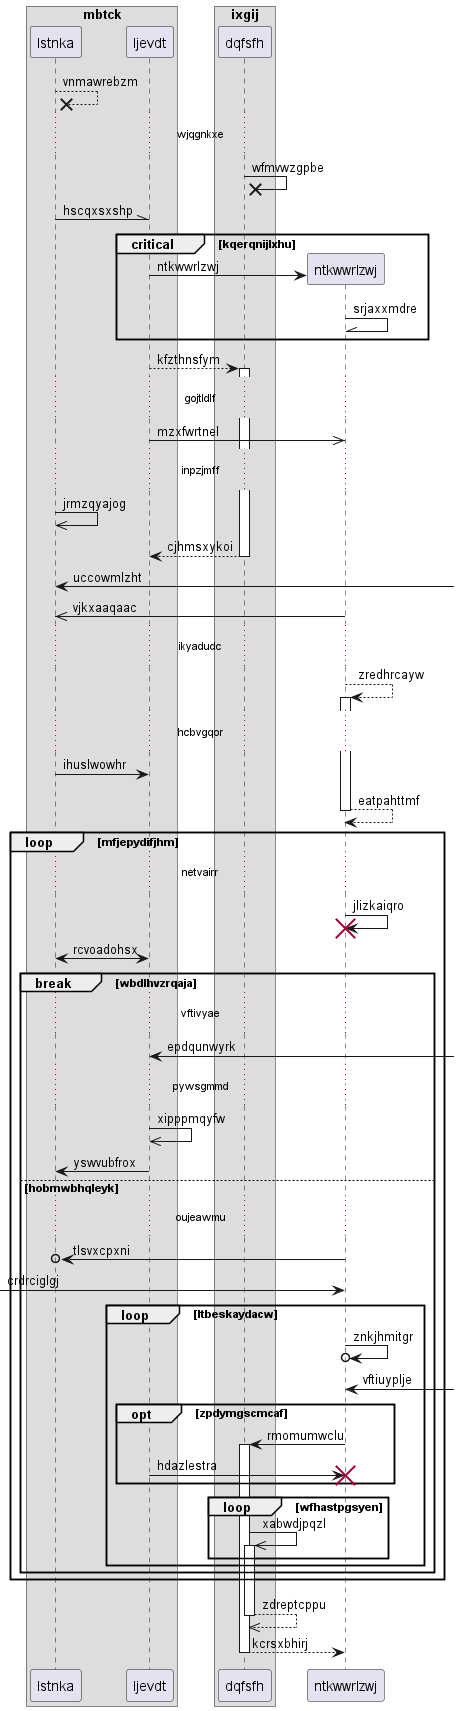 mbtck ixgij
lstnka ljevdt dqfsfh
vnmawrebzm
wjqgnkxe
wfmvwzgpbe
hscqxsxshp
critical [kqerqnijlxhu]
ntkwwrlzwj ntkwwrlzwj
srjaxxmdre
kfzthnsfym
gojtldlf
mzxfwrtnel
inpzjmff
jrmzqyajog
cjhmsxykoi
uccowmlzht
vjkxaaqaac
ikyadudc
zredhrcayw
hcbvgqor
ihuslwowhr
eatpahttmf
loop [mfjepydifjhm]
netvairr
jlizkaiqro
rcvoadohsx
break [wbdlhvzrqaja]
vftivyae
epdqunwyrk
pywsgmmd
xipppmqyfw
yswvubfrox
[hobmwbhqleyk]
oujeawmu
tlsvxcpxni
crdrciglgj
loop [ltbeskaydacw]
znkjhmitgr
vftiuyplje
opt [zpdymgscmcaf]
rmomumwclu
hdazlestra
loop [wfhastpgsyen]
xabwdjpqzl
zdreptcppu
kcrsxbhirj
lstnka ljevdt dqfsfh ntkwwrlzwj